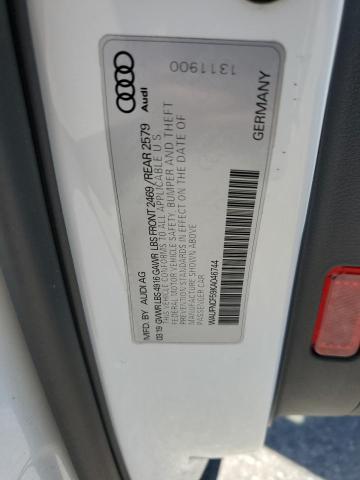 Audi
1311900
GERMANY
MFD. BY AUDI AG
03/19 GVWR LBS 4916 GAWR LBS FRONT 2469 /REAR 2579
THIS VEHICLE CONFORMS TO ALL APPLICABLE U S
FEDERAL MOTOR VEHICLE SAFETY, BUMPER AND THEFT
PREVENTION STANDARDS IN EFFECT ON THE DATE OF
MANUFACTURE SHOWN ABOVE
PASSENGER CAR
WAUFNCF59KA046744